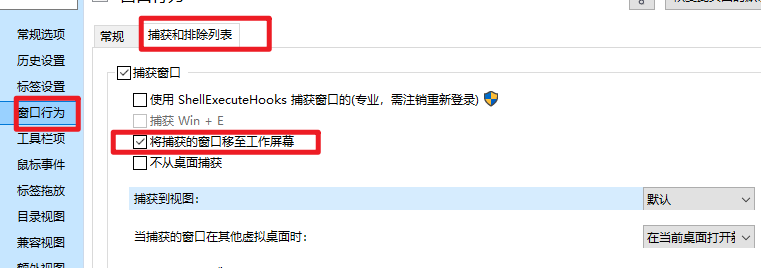 常规选项
历史设置
标签设置
窗口行为
工具栏项
鼠标事件
标签拖放
目录视图
兼容视图
常规
捕获和排除列表
捕获窗口
使用 ShellExecuteHooks 捕获窗口的(专业，需注销重新登录)
捕获 Win + E
将捕获的窗口移至工作屏幕
不从桌面捕获
捕获到视图：
默认
当捕获的窗口在其他虚拟桌面时：
在当前桌面打开